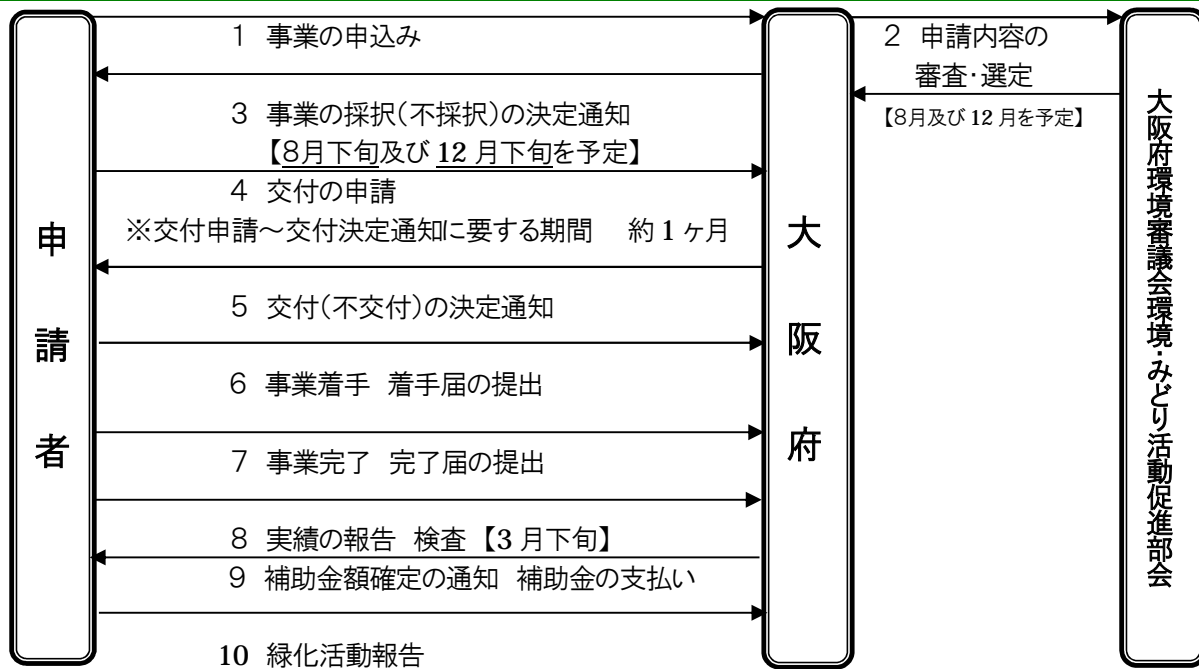 申請者
1 事業の申込み
3 事業の採択(不採択)の決定通知
【8月下旬及び 12 月下旬を予定】
4 交付の申請
※交付申請~交付決定通知に要する期間 約 1 ヶ月
5 交付(不交付)の決定通知
6 事業着手 着手届の提出
7 事業完了 完了届の提出
8 実績の報告 検査 【3 月下旬】
9 補助金額確定の通知 補助金の支払い
10 緑化活動報告
大阪府
2 申請内容の
審査・選定
【8月及び 12 月を予定】
大阪府環境審議会環境・みどり活動促進部会